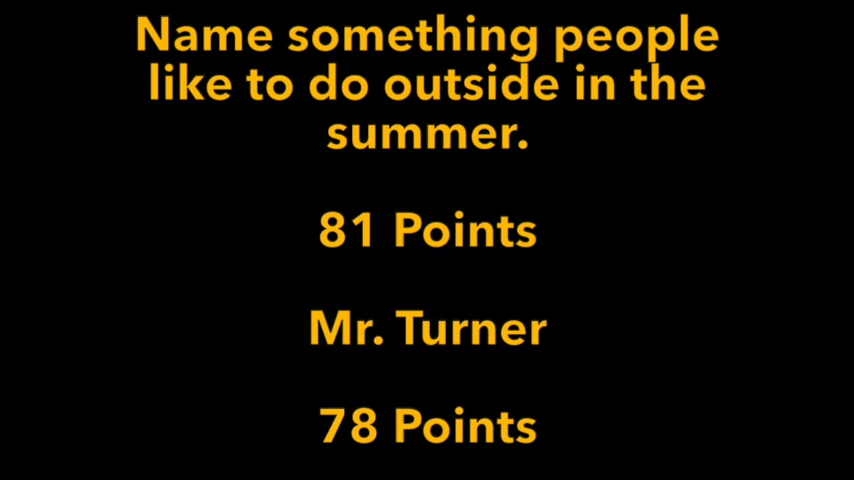 Name something people
like to do outside in the
summer.
81 Points
Mr. Turner
78 Points